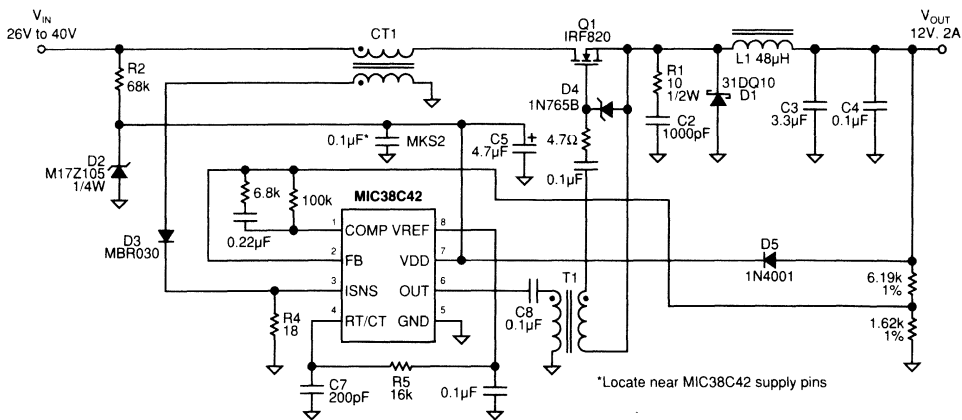 VIN
26V to 40V
CT1
Q1
IRF820
VOUT
12V. 2A
R2
68k
D4
1N765B
R1
10
1/2W
31DQ10
D1
L1 48µH
C2
1000pF
C3
3.3µF
C4
0.1µF
0.1µF*
MKS2
C5
4.7µF
+
4.7Ω
0.1µF
D2
M17Z105
1/4W
6.8k
100k
0.22µF
MIC38C42
1 COMP VREF 8
2 FB VDD 7
3 ISNS OUT 6
4 RT/CT GND 5
D3
MBR030
D5
1N4001
6.19k
1%
1.62k
1%
T1
C8
0.1µF
R4
18
C7
200pF
R5
16k
0.1µF
*Locate near MIC38C42 supply pins